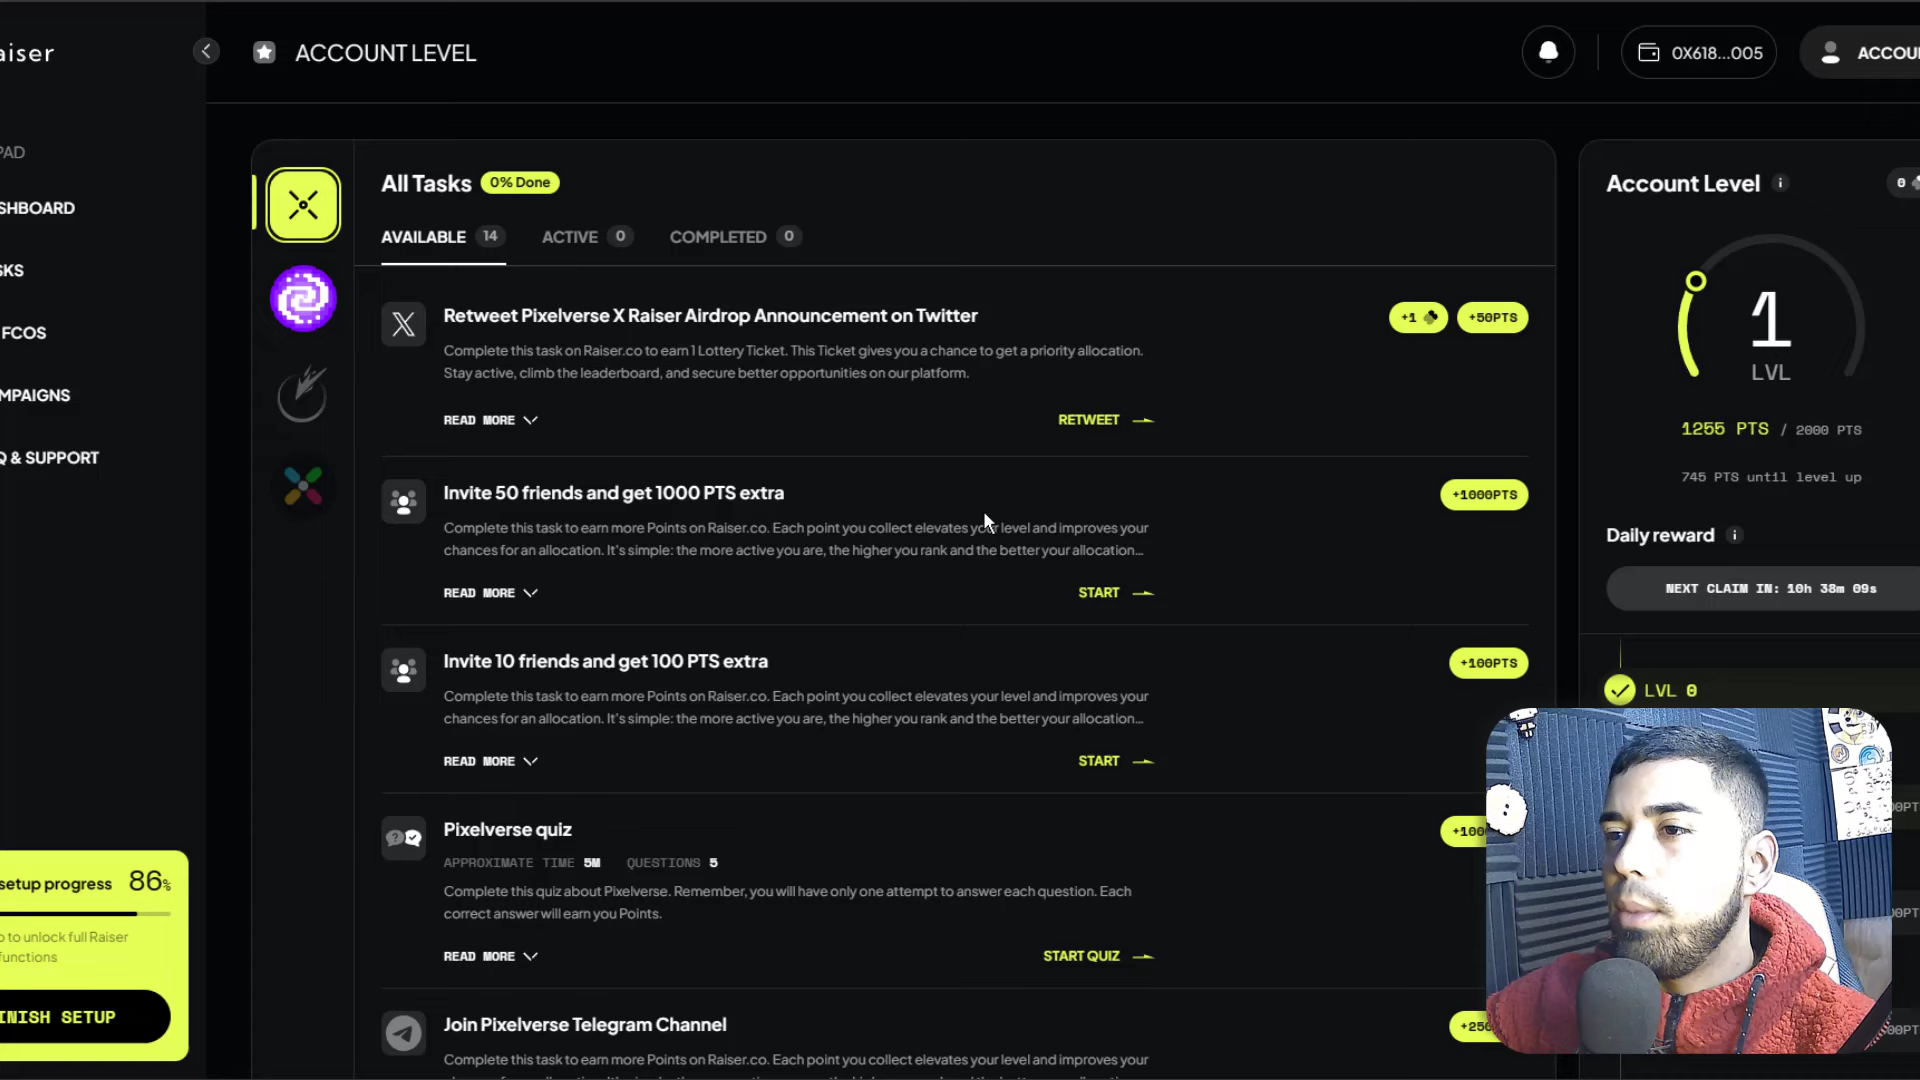 aiser
ACCOUNT LEVEL
0X618...005
ACCOU
PAD
SHBOARD
SKS
FCOS
MPAIGNS
Q & SUPPORT
All Tasks 0% Done
AVAILABLE 14 ACTIVE 0 COMPLETED 0
Retweet Pixelverse X Raiser Airdrop Announcement on Twitter
+1 +50PTS
Complete this task on Raiser.co to earn 1 Lottery Ticket. This Ticket gives you a chance to get a priority allocation.
Stay active, climb the leaderboard, and secure better opportunities on our platform.
READ MORE RETWEET
Invite 50 friends and get 1000 PTS extra
+1000PTS
Complete this task to earn more Points on Raiser.co. Each point you collect elevates your level and improves your
chances for an allocation. It's simple: the more active you are, the higher you rank and the better your allocation...
READ MORE START
Invite 10 friends and get 100 PTS extra
+100PTS
Complete this task to earn more Points on Raiser.co. Each point you collect elevates your level and improves your
chances for an allocation. It's simple: the more active you are, the higher you rank and the better your allocation...
READ MORE START
Pixelverse quiz
+100
APPROXIMATE TIME 5M QUESTIONS 5
Complete this quiz about Pixelverse. Remember, you will have only one attempt to answer each question. Each
correct answer will earn you Points.
READ MORE START QUIZ
Join Pixelverse Telegram Channel
+250
Complete this task to earn more Points on Raiser.co. Each point you collect elevates your level and improves your
Account Level
0
1
LVL
1255 PTS / 2000 PTS
745 PTS until level up
Daily reward
NEXT CLAIM IN: 10h 38m 09s
LVL 0
0PT
0PT
0PT
setup progress 86%
p to unlock full Raiser
functions
INISH SETUP